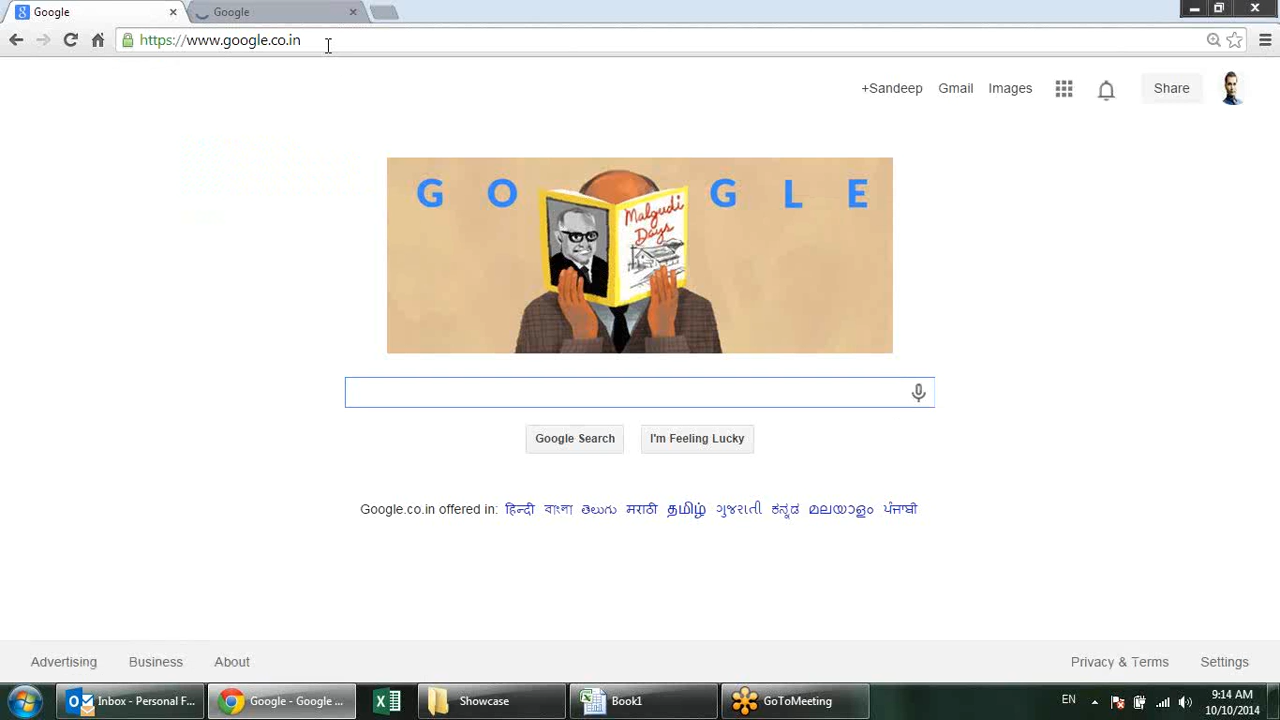 Google
Google
https://www.google.co.in
+Sandeep Gmail Images Share
G O G L E
Malgudi
Days
Google Search I'm Feeling Lucky
Google.co.in offered in: हिन्दी বাংলা తెలుగు मराठी தமிழ் ગુજરાતી ಕನ್ನಡ മലയാളം ਪੰਜਾਬੀ
Advertising Business About Privacy & Terms Settings
Inbox - Personal F... Google - Google ... Showcase Book1 GoToMeeting EN 9:14 AM
10/10/2014